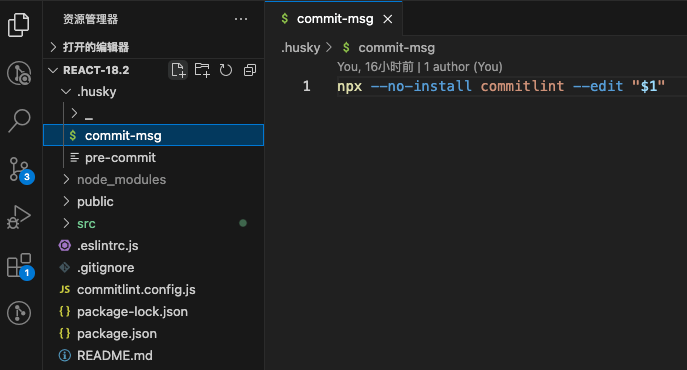 资源管理器
打开的编辑器
REACT-18.2
.husky
_
commit-msg
pre-commit
node_modules
public
src
.eslintrc.js
.gitignore
JS commitlint.config.js
{} package-lock.json
{} package.json
README.md
3
1
$ commit-msg
.husky > $ commit-msg
You, 16小时前 | 1 author (You)
1 npx --no-install commitlint --edit "$1"